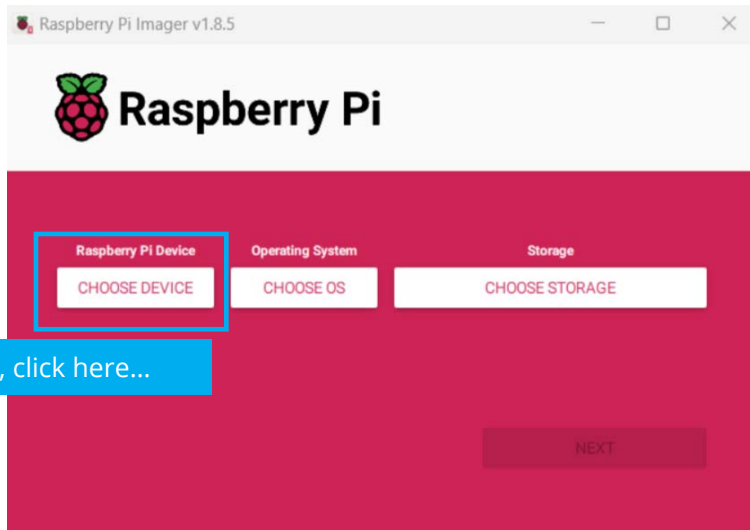 Raspberry Pi Imager v1.8.5
Raspberry Pi
Raspberry Pi Device Operating System Storage
CHOOSE DEVICE CHOOSE OS CHOOSE STORAGE
, click here...
NEXT